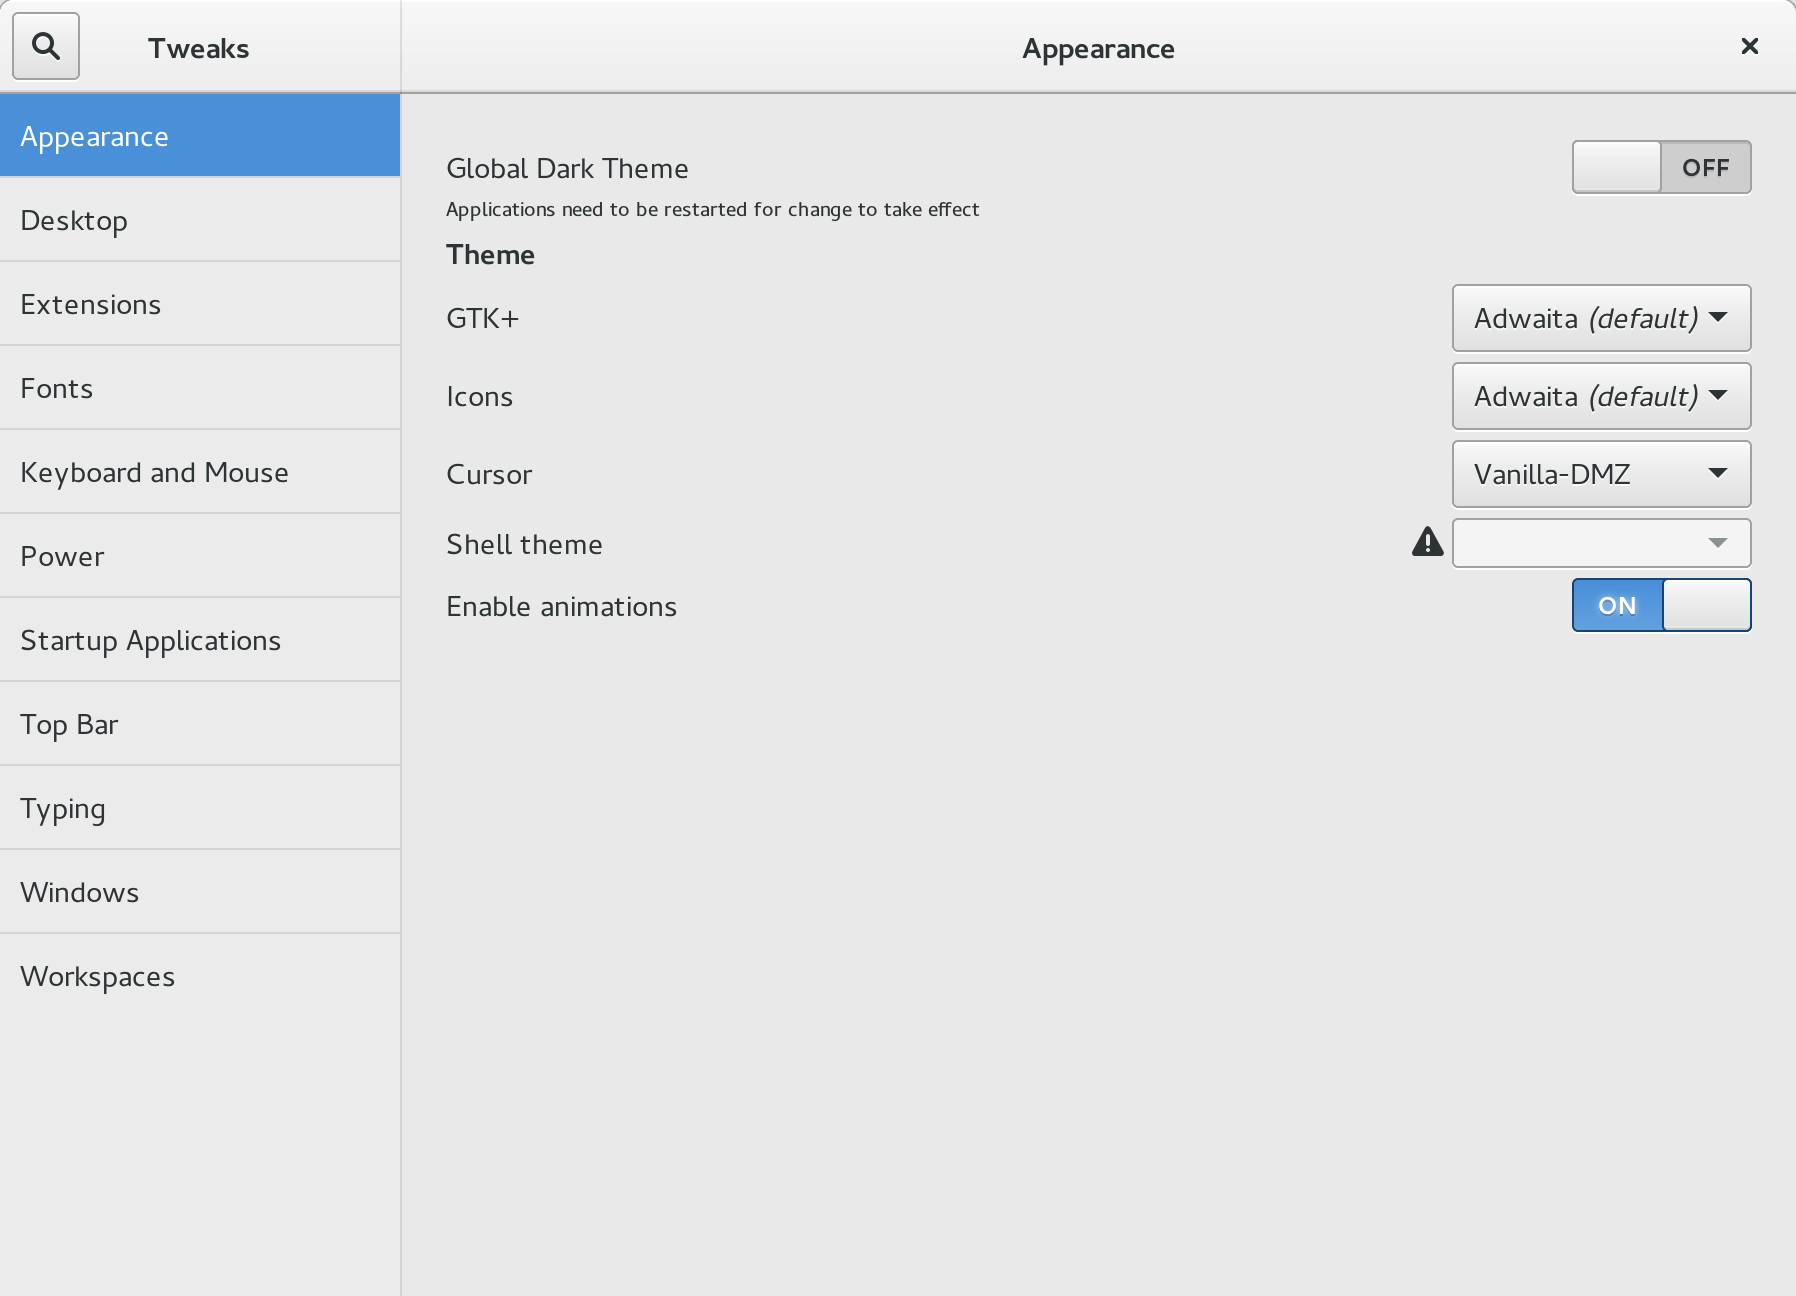 Tweaks
Appearance
Appearance
Desktop
Extensions
Fonts
Keyboard and Mouse
Power
Startup Applications
Top Bar
Typing
Windows
Workspaces
Global Dark Theme
OFF
Applications need to be restarted for change to take effect
Theme
GTK+
Adwaita (default)
Icons
Adwaita (default)
Cursor
Vanilla-DMZ
Shell theme
Enable animations
ON